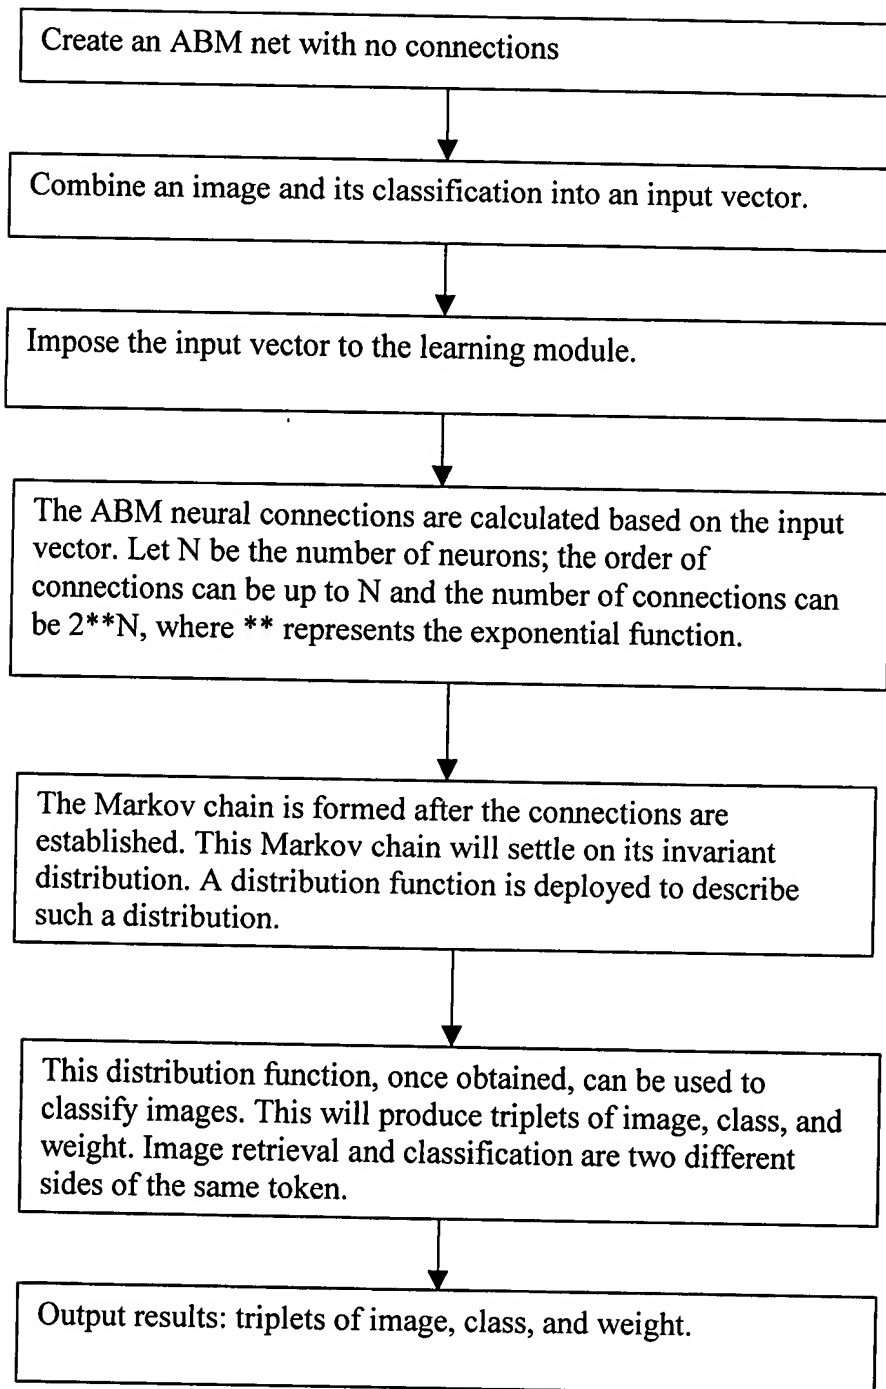 Create an ABM net with no connections
Combine an image and its classification into an input vector.
Impose the input vector to the learning module.
The ABM neural connections are calculated based on the input
vector. Let N be the number of neurons; the order of
connections can be up to N and the number of connections can
be 2**N, where ** represents the exponential function.
The Markov chain is formed after the connections are
established. This Markov chain will settle on its invariant
distribution. A distribution function is deployed to describe
such a distribution.
This distribution function, once obtained, can be used to
classify images. This will produce triplets of image, class, and
weight. Image retrieval and classification are two different
sides of the same token.
Output results: triplets of image, class, and weight.